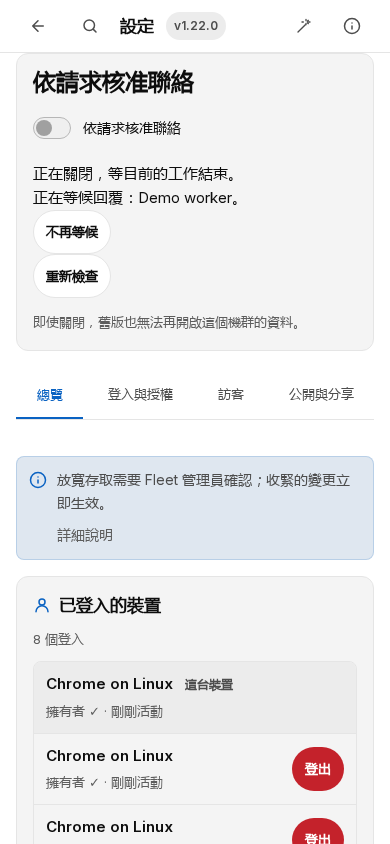 設定 v1.22.0
依請求核准聯絡
依請求核准聯絡
正在關閉，等目前的工作結束。
正在等候回覆：Demo worker。
不再等候
重新檢查
即使關閉，舊版也無法再開啟這個機群的資料。
總覽 登入與授權 訪客 公開與分享
放寬存取需要 Fleet 管理員確認；收緊的變更立
即生效。
詳細說明
已登入的裝置
8 個登入
Chrome on Linux 這台裝置
擁有者 ✓ · 剛剛活動
Chrome on Linux
擁有者 ✓ · 剛剛活動
登出
Chrome on Linux
登出